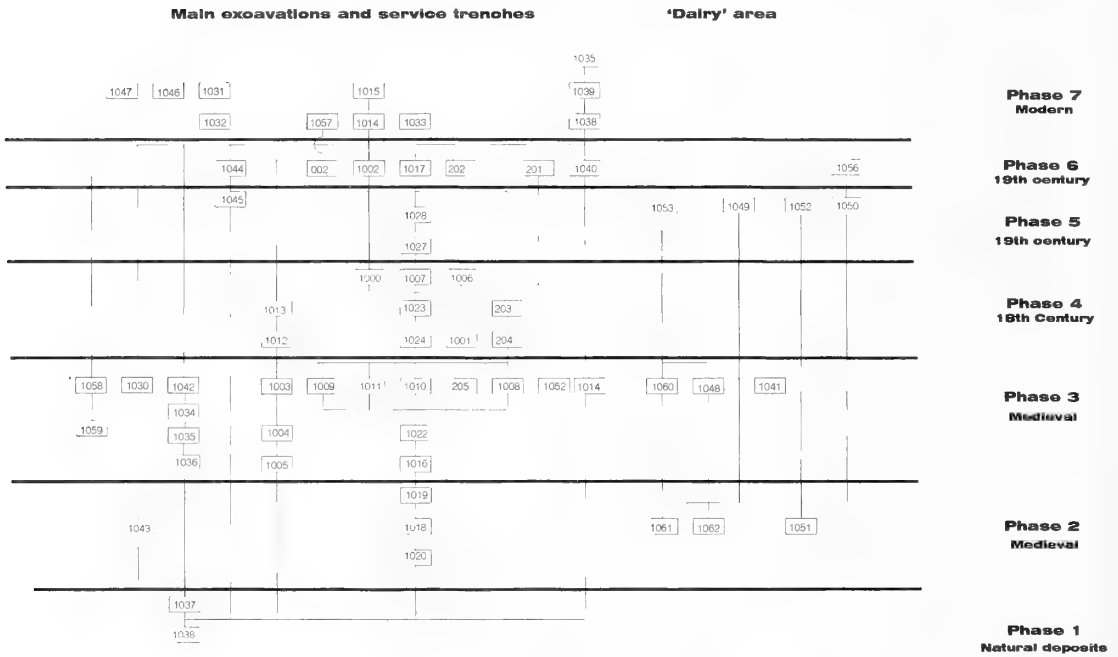 Main excavations and service trenches 'Dairy' area
1035
1047 1046 1031 1015 1039
Phase 7
Modern
1032 1057 1014 1033 1038
1044 002 1002 1017 202 201 1040 1056
Phase 6
19th century
1045 1028 1053 1049 1052 1050
Phase 5
19th century
1027
1000 1007 1006
1013 1023 203
Phase 4
18th Century
1012 1024 1001 204
1058 1030 1042 1003 1009 1011 1010 205 1008 1052 1014 1060 1048 1041
Phase 3
Medieval
1034
1059 1035 1004 1022
1036 1005 1016
1019
1043 1018 1061 1062 1051
Phase 2
Medieval
1020
1037
1038
Phase 1
Natural deposits